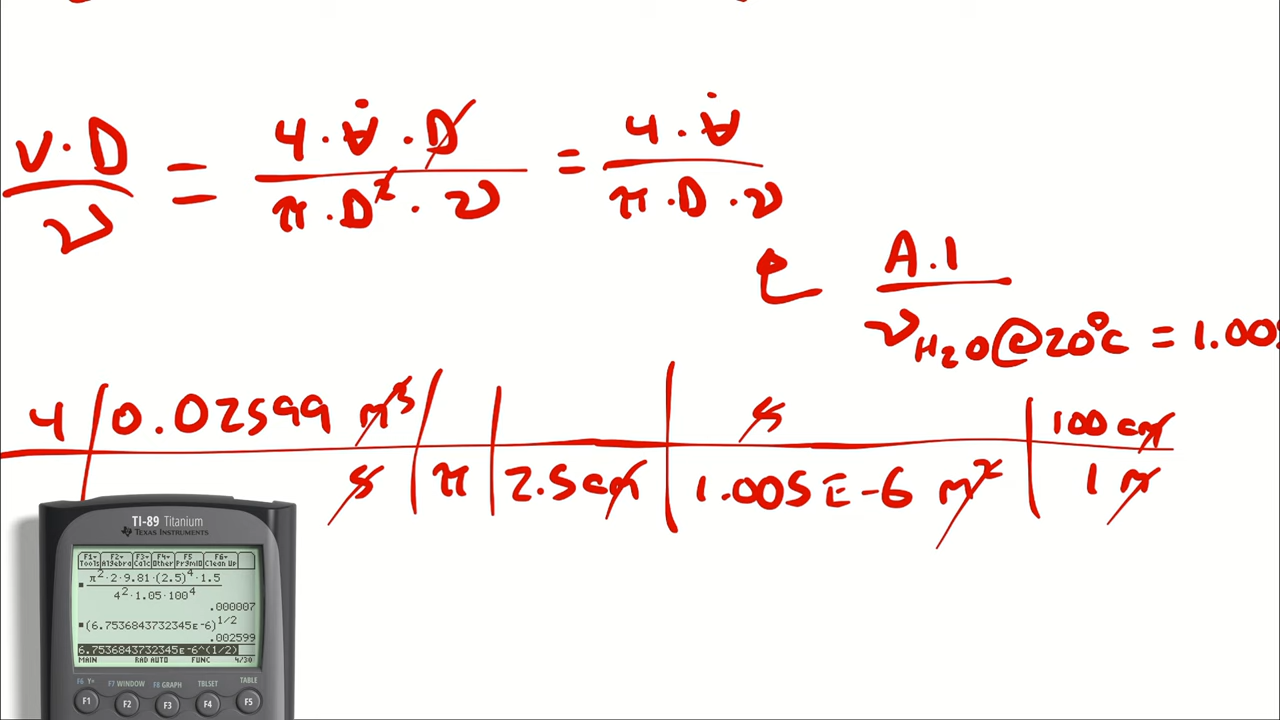 v · D / ν = 4 · V̇ · D / π · D² · ν = 4 · V̇ / π · D · ν
A.1
ν H₂O@20°C = 1.00
4 | 0.02599 m³ | | | s | 100 cm
s | π | 2.5cm | 1.005E-6 m² | 1 m
TI-89 Titanium
TEXAS INSTRUMENTS
F1▾ Tools F2▾ Algebra F3▾ Calc F4▾ Other F5 PrgmIO F6▾ Clean Up
π²·2·9.81·(2.5)⁴·1.5
4²·1.05·100⁴
.000007
(6.7536843732345E-6)^1/2
.002599
6.7536843732345E-6^(1/2)
MAIN RAD AUTO FUNC 4/30
F6 Y= F7 WINDOW F8 GRAPH TBLSET TABLE
F1 F2 F3 F4 F5